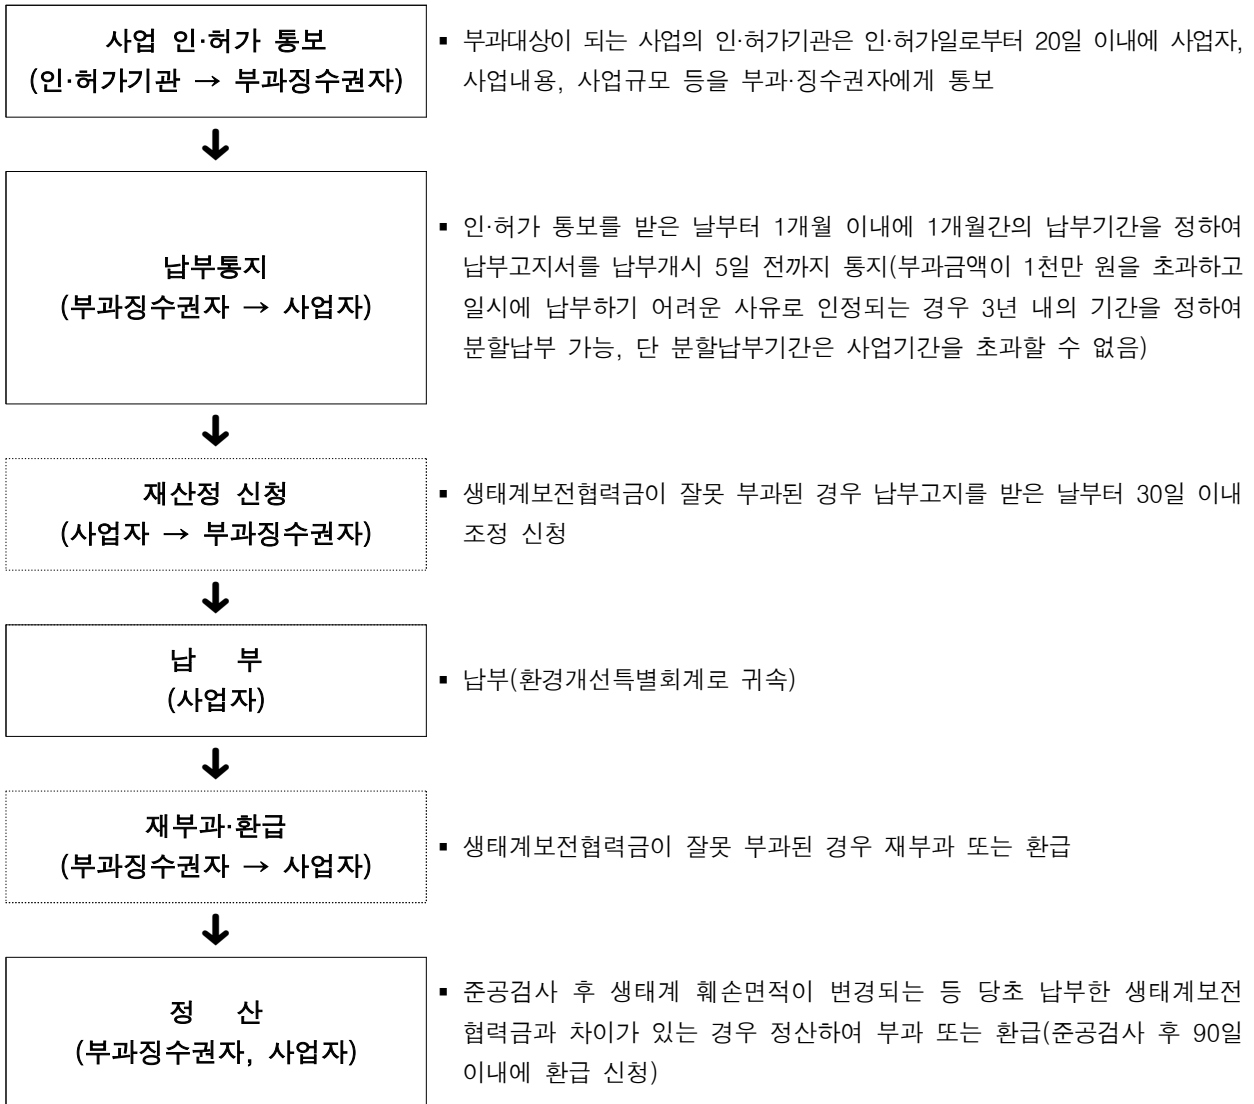 사업 인·허가 통보
(인·허가기관 → 부과징수권자)
▪ 부과대상이 되는 사업의 인·허가기관은 인·허가일로부터 20일 이내에 사업자,
사업내용, 사업규모 등을 부과·징수권자에게 통보
납부통지
(부과징수권자 → 사업자)
▪ 인·허가 통보를 받은 날부터 1개월 이내에 1개월간의 납부기간을 정하여
납부고지서를 납부개시 5일 전까지 통지(부과금액이 1천만 원을 초과하고
일시에 납부하기 어려운 사유로 인정되는 경우 3년 내의 기간을 정하여
분할납부 가능, 단 분할납부기간은 사업기간을 초과할 수 없음)
재산정 신청
(사업자 → 부과징수권자)
▪ 생태계보전협력금이 잘못 부과된 경우 납부고지를 받은 날부터 30일 이내
조정 신청
납 부
(사업자)
▪ 납부(환경개선특별회계로 귀속)
재부과·환급
(부과징수권자 → 사업자)
▪ 생태계보전협력금이 잘못 부과된 경우 재부과 또는 환급
정 산
(부과징수권자, 사업자)
▪ 준공검사 후 생태계 훼손면적이 변경되는 등 당초 납부한 생태계보전
협력금과 차이가 있는 경우 정산하여 부과 또는 환급(준공검사 후 90일
이내에 환급 신청)